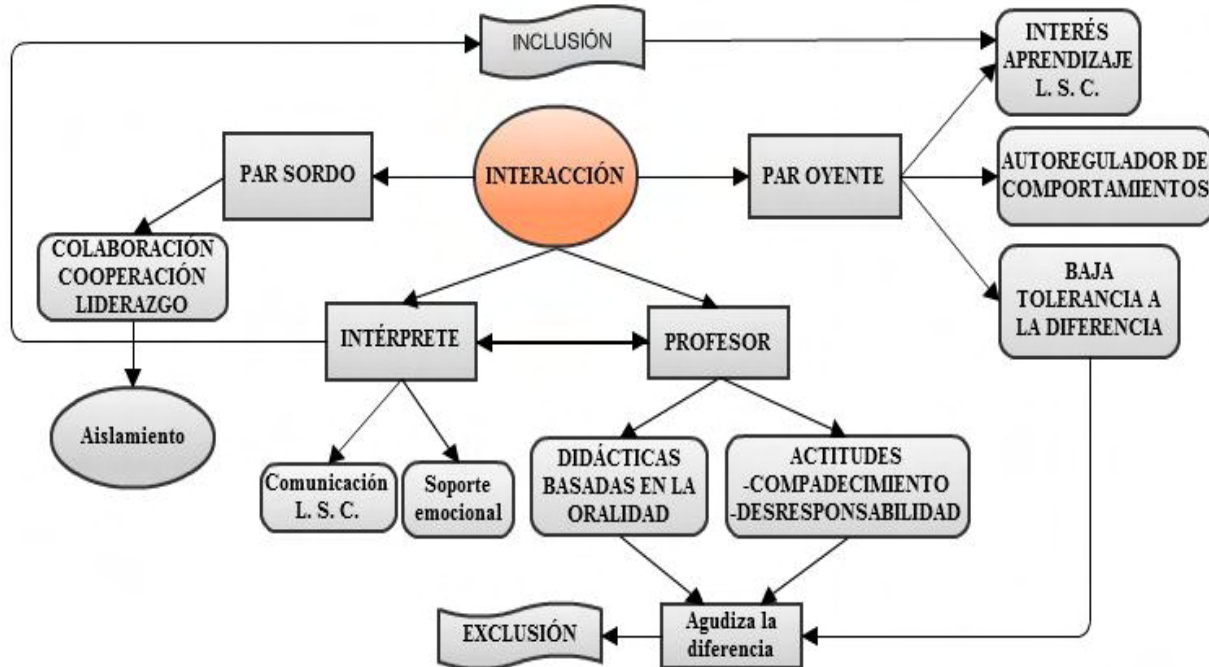 INCLUSIÓN
INTERÉS
APRENDIZAJE
L. S. C.
PAR SORDO
INTERACCIÓN
PAR OYENTE
AUTOREGULADOR DE
COMPORTAMIENTOS
COLABORACIÓN
COOPERACIÓN
LIDERAZGO
BAJA
TOLERANCIA A
LA DIFERENCIA
INTÉRPRETE
PROFESOR
Aislamiento
Comunicación
L. S. C.
Soporte
emocional
DIDÁCTICAS
BASADAS EN LA
ORALIDAD
ACTITUDES
-COMPADECIMIENTO
-DESRESPONSABILIDAD
EXCLUSIÓN
Agudiza la
diferencia